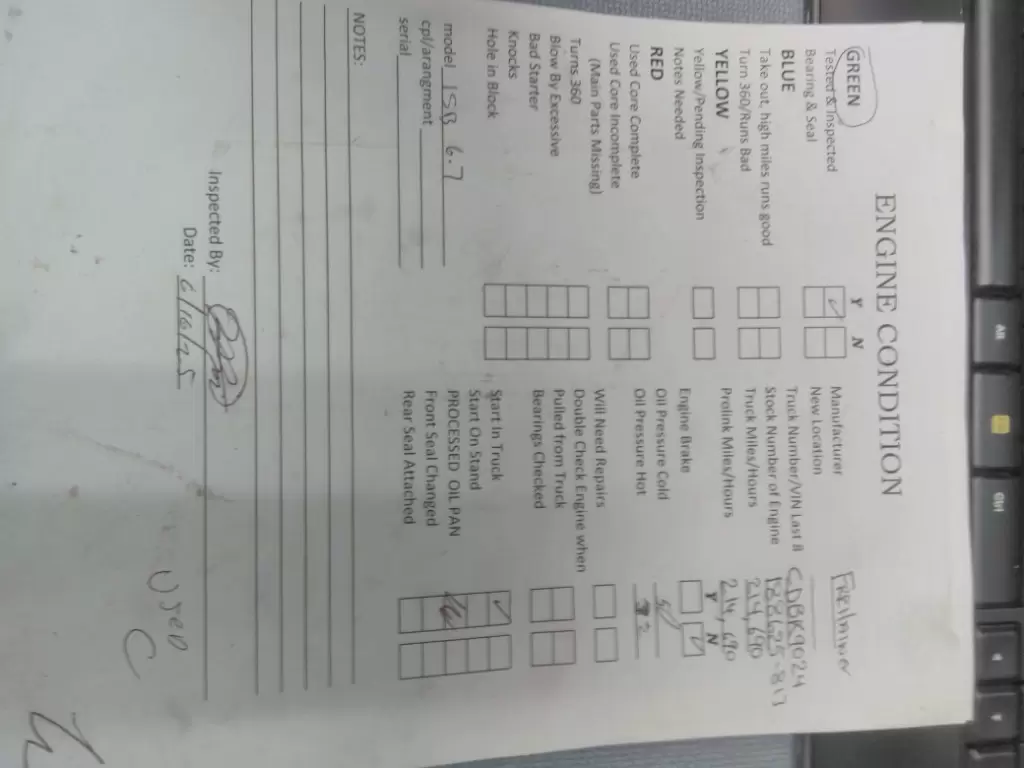 ENGINE CONDITION
Y N
GREEN
Tested & Inspected
Bearing & Seal
BLUE
Take out, high miles runs good
Turn 360/Runs Bad
YELLOW
Yellow/Pending Inspection
Notes Needed
RED
Used Core Complete
Used Core Incomplete
(Main Parts Missing)
Turns 360
Blow By Excessive
Bad Starter
Knocks
Hole in Block
model ISB 6.7
cpl/arangment
serial
Manufacturer
New Location
Truck Number/VIN Last 8 CDBK9024
Stock Number of Engine
Truck Miles/Hours 214,690
Prolink Miles/Hours 214,690
Y N
Engine Brake
Oil Pressure Cold
Oil Pressure Hot
Will Need Repairs
Double Check Engine when
Pulled from Truck
Bearings Checked
Start in Truck
Start On Stand
PROCESSED OIL PAN
Front Seal Changed
Rear Seal Attached
NOTES:
Inspected By:
Date: 6/10/25
USED
C
Alt
Ctrl